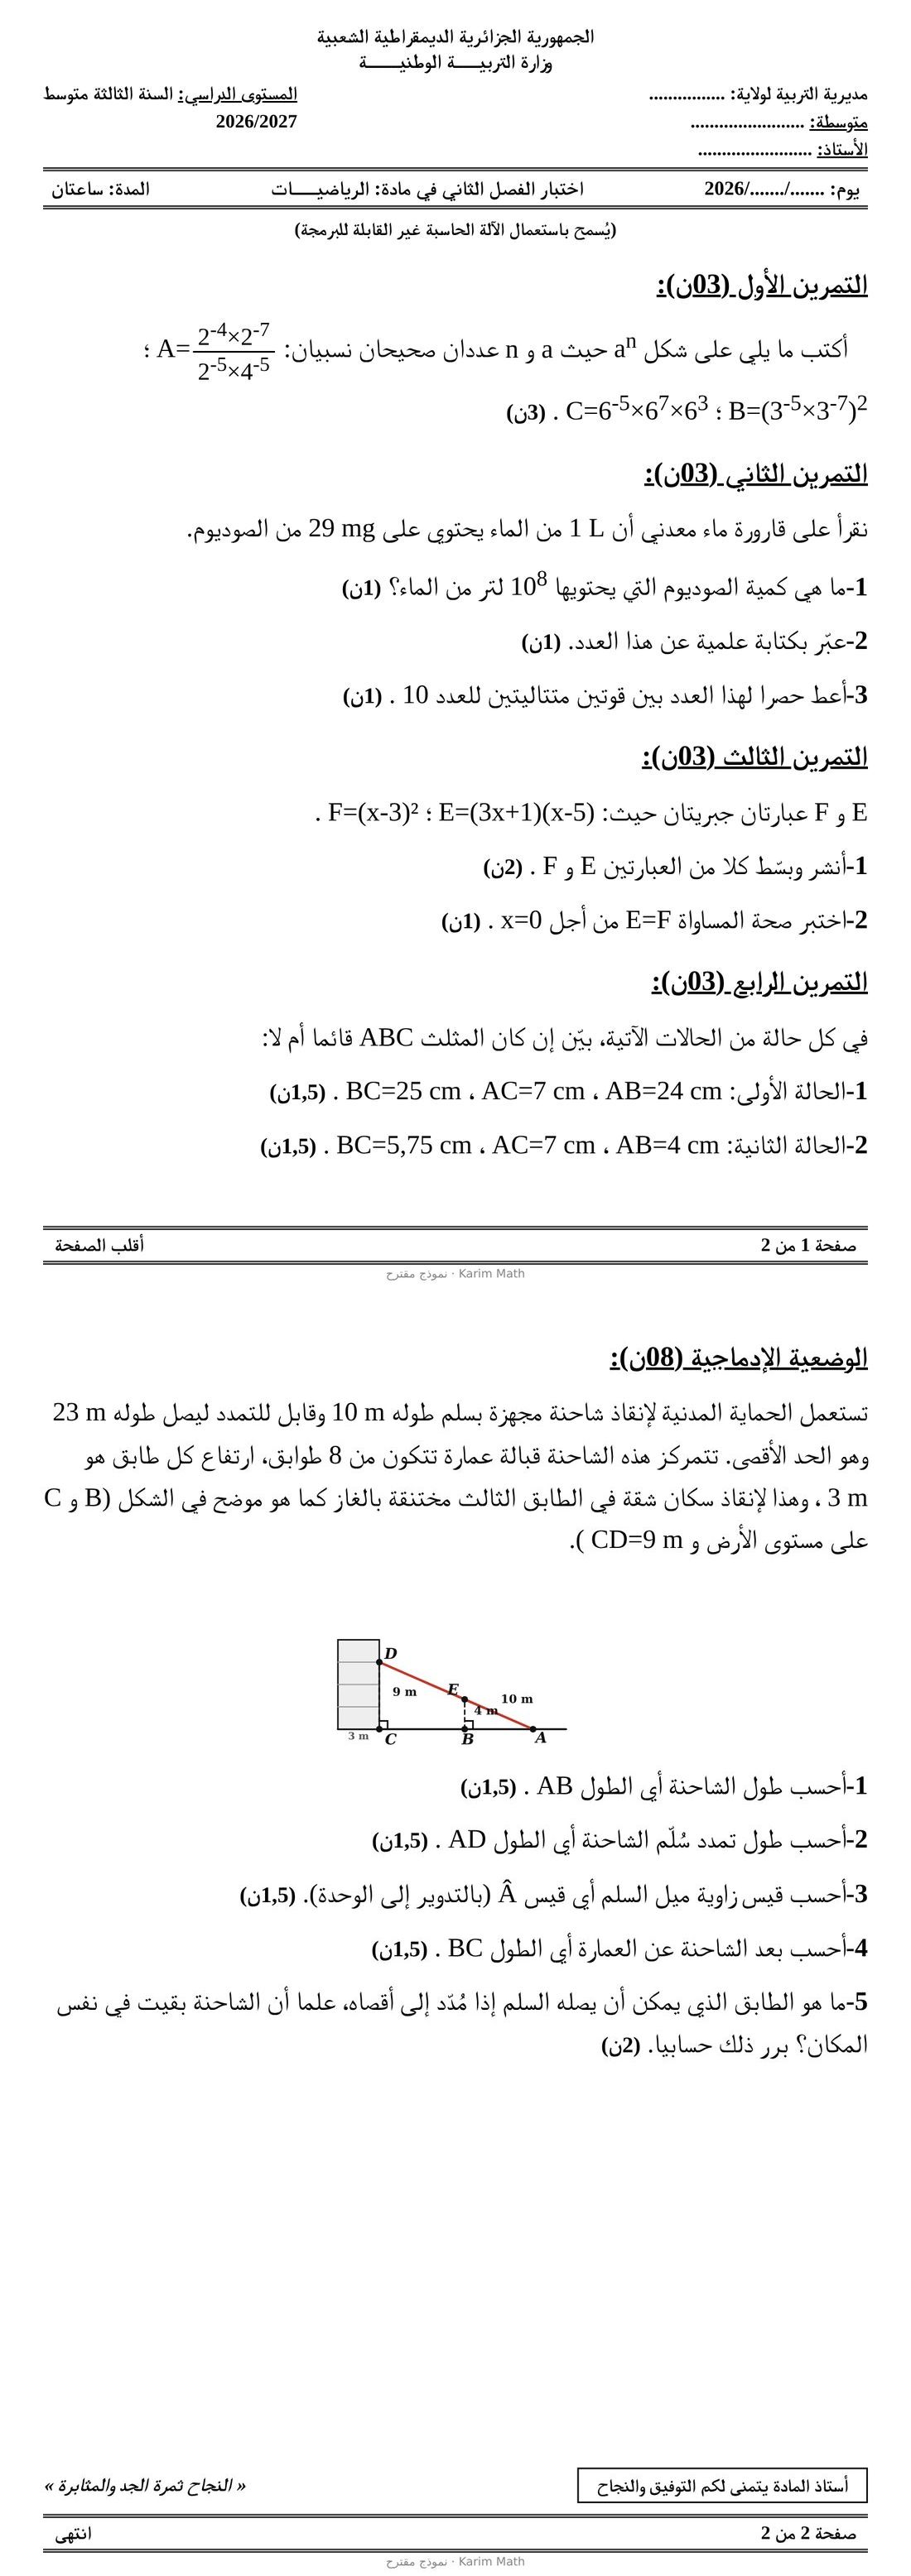 الجمهورية الجزائرية الديمقراطية الشعبية
وزارة التربيـــــة الوطنيــــــة
مديرية التربية لولاية: ................
المستوى الدراسي: السنة الثالثة متوسط
متوسطة: ........................
2026/2027
الأستاذ: ........................
يوم: ......./......./2026
اختبار الفصل الثاني في مادة: الرياضيـــــات
المدة: ساعتان
(يُسمح باستعمال الآلة الحاسبة غير القابلة للبرمجة)
التمرين الأول (03ن):
أكتب ما يلي على شكل aⁿ حيث a و n عددان صحيحان نسبيان: A=(2⁻⁴×2⁻⁷)/(2⁻⁵×4⁻⁵) ؛
B=(3⁻⁵×3⁻⁷)² ؛ C=6⁻⁵×6⁷×6³ . (3ن)
التمرين الثاني (03ن):
نقرأ على قارورة ماء معدني أن 1 L من الماء يحتوي على 29 mg من الصوديوم.
1-ما هي كمية الصوديوم التي يحتويها 10⁸ لتر من الماء؟ (1ن)
2-عبّر بكتابة علمية عن هذا العدد. (1ن)
3-أعط حصرا لهذا العدد بين قوتين متتاليتين للعدد 10 . (1ن)
التمرين الثالث (03ن):
E و F عبارتان جبريتان حيث: E=(3x+1)(x-5) ؛ F=(x-3)² .
1-أنشر وبسّط كلا من العبارتين E و F . (2ن)
2-اختبر صحة المساواة E=F من أجل x=0 . (1ن)
التمرين الرابع (03ن):
في كل حالة من الحالات الآتية، بيّن إن كان المثلث ABC قائما أم لا:
1-الحالة الأولى: AB=24 cm ، AC=7 cm ، BC=25 cm . (1,5ن)
2-الحالة الثانية: AB=4 cm ، AC=7 cm ، BC=5,75 cm . (1,5ن)
صفحة 1 من 2
أقلب الصفحة
نموذج مقترح · Karim Math
الوضعية الإدماجية (08ن):
تستعمل الحماية المدنية لإنقاذ شاحنة مجهزة بسلم طوله 10 m وقابل للتمدد ليصل طوله 23 m
وهو الحد الأقصى. تتمركز هذه الشاحنة قبالة عمارة تتكون من 8 طوابق، ارتفاع كل طابق هو
3 m ، وهذا لإنقاذ سكان شقة في الطابق الثالث مختنقة بالغاز كما هو موضح في الشكل (B و C
على مستوى الأرض و CD=9 m ).
D
9 m
E
10 m
4 m
3 m
C
B
A
1-أحسب طول الشاحنة أي الطول AB . (1,5ن)
2-أحسب طول تمدد سُلّم الشاحنة أي الطول AD . (1,5ن)
3-أحسب قيس زاوية ميل السلم أي قيس Â (بالتدوير إلى الوحدة). (1,5ن)
4-أحسب بعد الشاحنة عن العمارة أي الطول BC . (1,5ن)
5-ما هو الطابق الذي يمكن أن يصله السلم إذا مُدّد إلى أقصاه، علما أن الشاحنة بقيت في نفس
المكان؟ برر ذلك حسابيا. (2ن)
أستاذ المادة يتمنى لكم التوفيق والنجاح
« النجاح ثمرة الجد والمثابرة »
صفحة 2 من 2
انتهى
نموذج مقترح · Karim Math